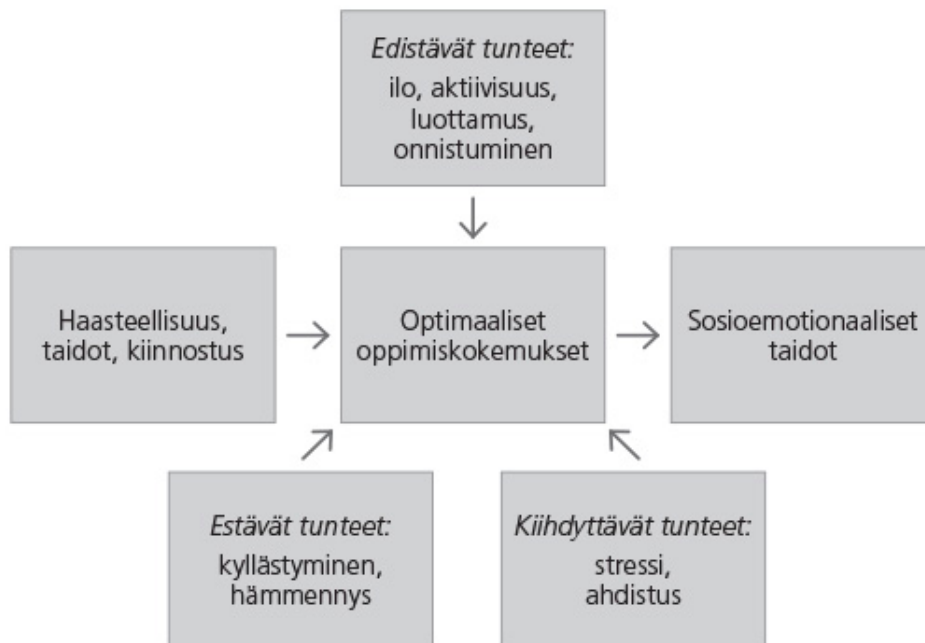 Edistävät tunteet:
ilo, aktiivisuus,
luottamus,
onnistuminen
Haasteellisuus,
taidot, kiinnostus
Optimaaliset
oppimiskokemukset
Sosioemotionaaliset
taidot
Estävät tunteet:
kyllästyminen,
hämmennys
Kiihdyttävät tunteet:
stressi,
ahdistus